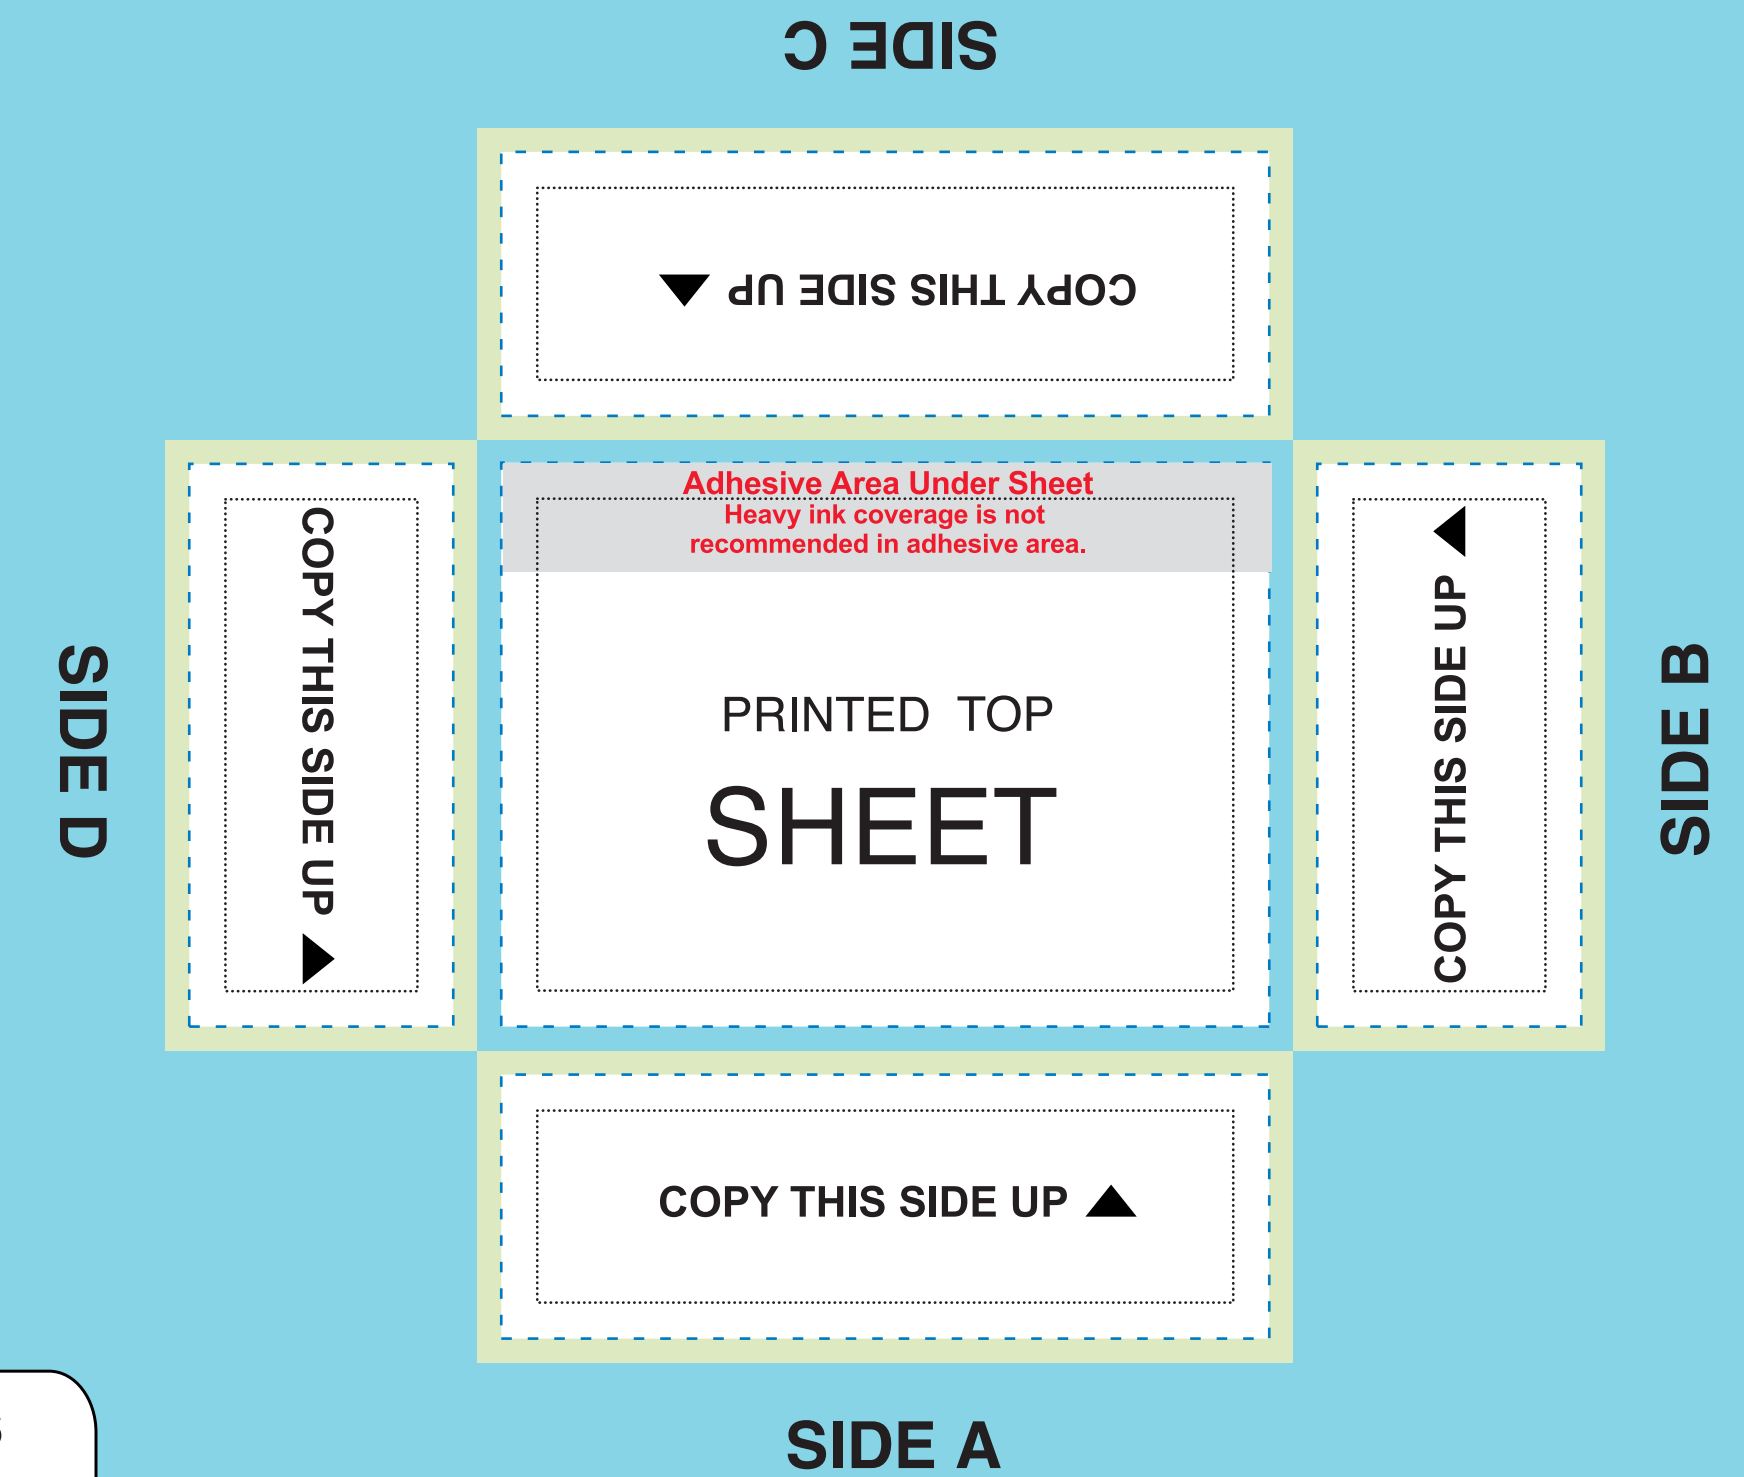 SIDE C
COPY THIS SIDE UP
Adhesive Area Under Sheet
Heavy ink coverage is not
recommended in adhesive area.
PRINTED TOP
SHEET
SIDE D
COPY THIS SIDE UP
COPY THIS SIDE UP
SIDE B
COPY THIS SIDE UP
SIDE A